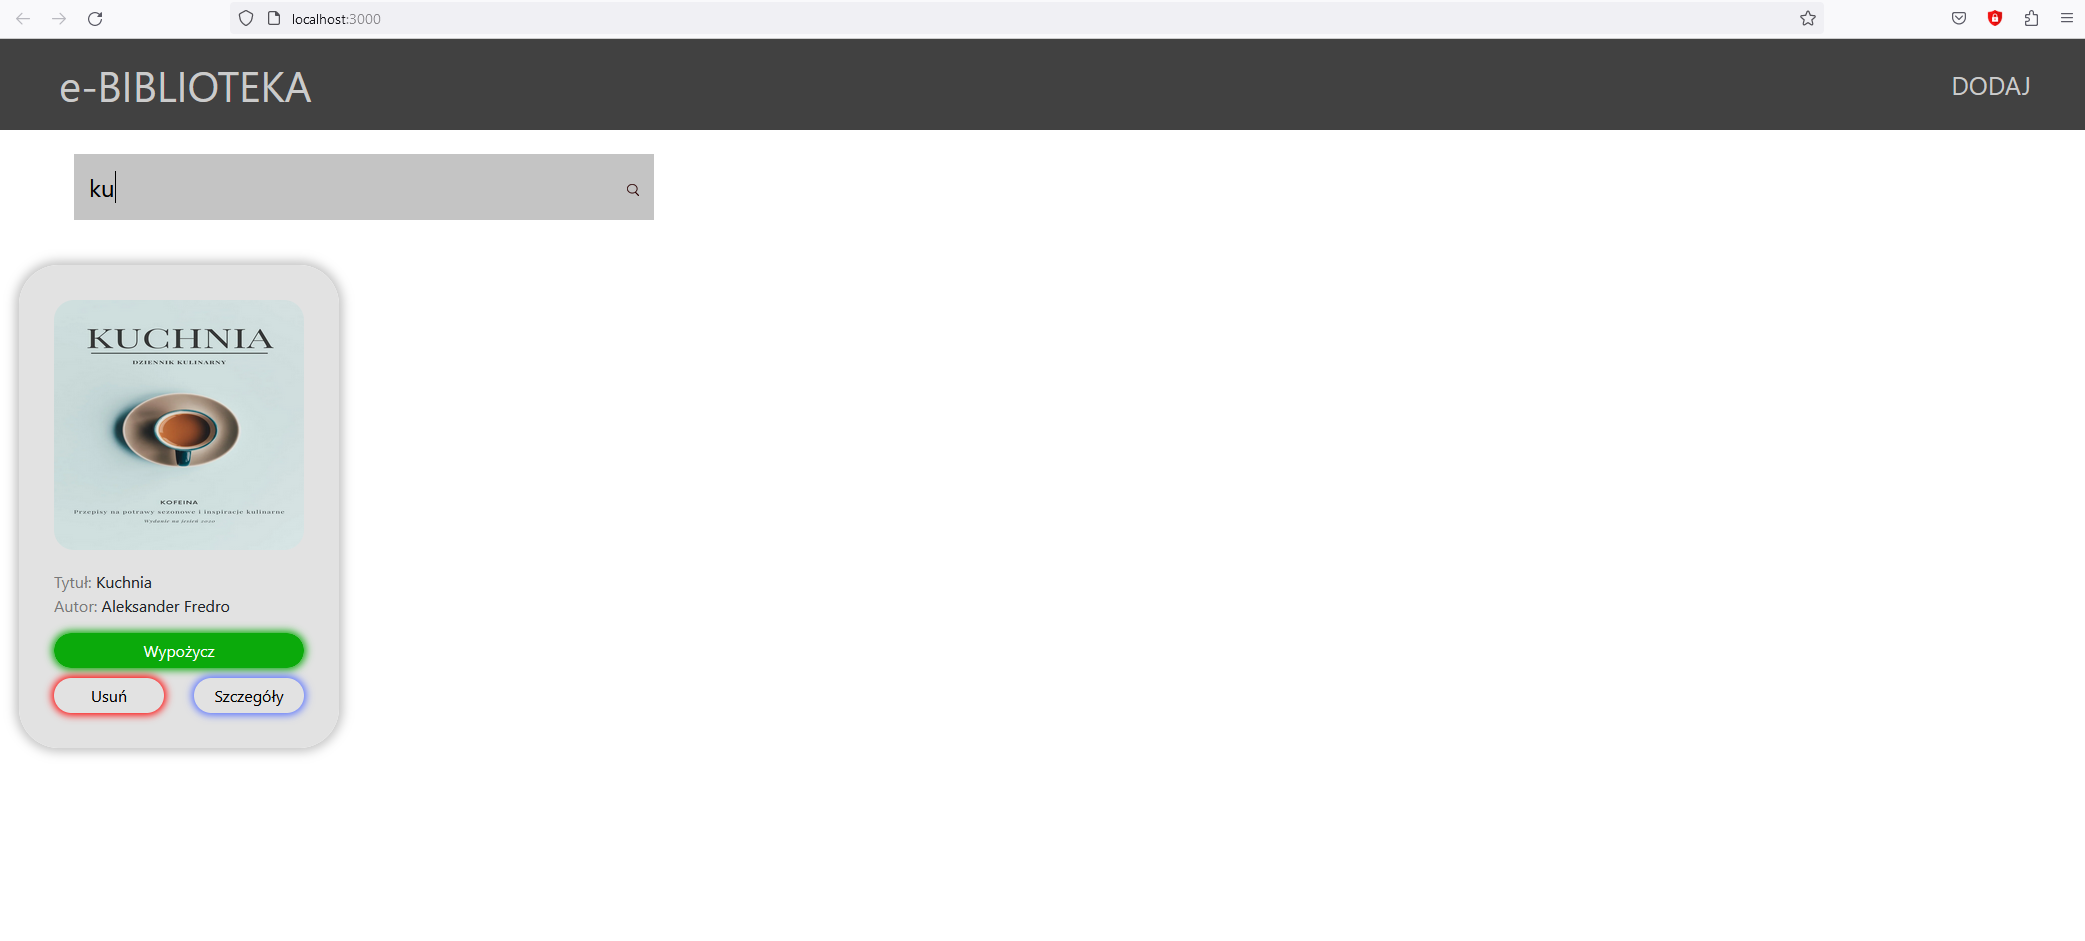 localhost:3000
e-BIBLIOTEKA
DODAJ
ku
KUCHNIA
DZIENNIK KULINARNY
KOFEINA
Przepisy na potrawy sezonowe i inspiracje kulinarne
Wydanie na jesień 2020
Tytuł: Kuchnia
Autor: Aleksander Fredro
Wypożycz
Usuń
Szczegóły